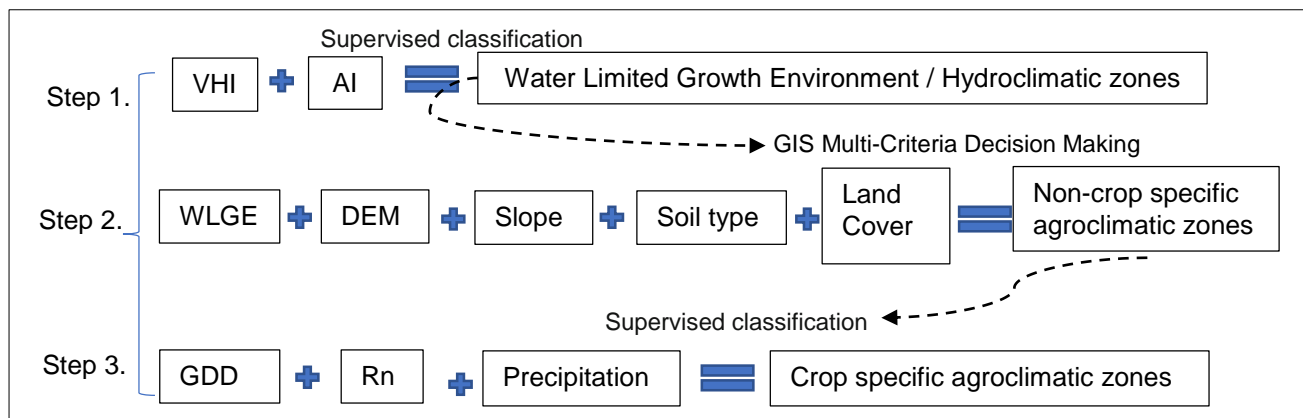 Supervised classification
Step 1.
VHI + AI = Water Limited Growth Environment / Hydroclimatic zones
GIS Multi-Criteria Decision Making
Step 2.
WLGE + DEM + Slope + Soil type + Land
Cover = Non-crop specific
agroclimatic zones
Supervised classification
Step 3.
GDD + Rn + Precipitation = Crop specific agroclimatic zones